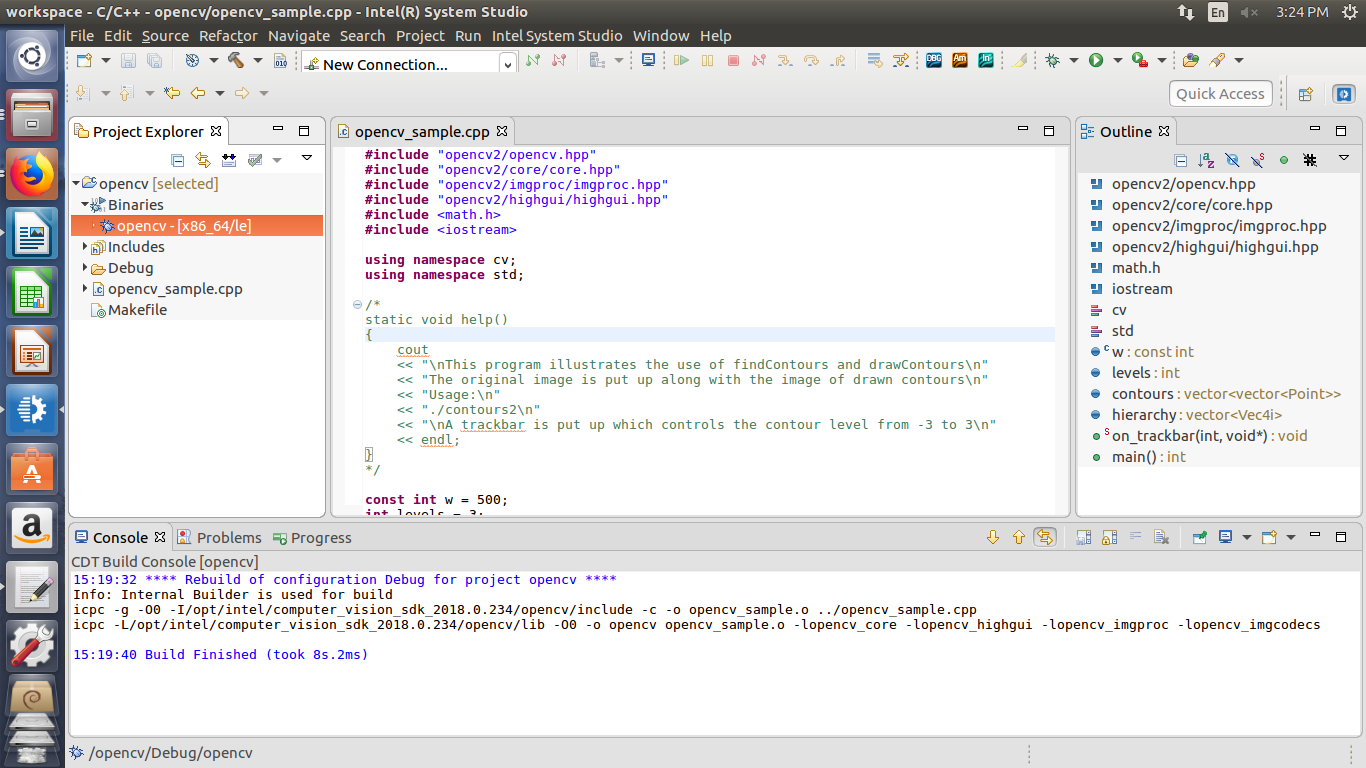 workspace - C/C++ - opencv/opencv_sample.cpp - Intel(R) System Studio
En
3:24 PM
File Edit Source Refactor Navigate Search Project Run Intel System Studio Window Help
New Connection...
DBG
Am
In
Quick Access
Project Explorer
opencv [selected]
Binaries
opencv - [x86_64/le]
Includes
Debug
opencv_sample.cpp
Makefile
opencv_sample.cpp
#include "opencv2/opencv.hpp"
#include "opencv2/core/core.hpp"
#include "opencv2/imgproc/imgproc.hpp"
#include "opencv2/highgui/highgui.hpp"
#include <math.h>
#include <iostream>
using namespace cv;
using namespace std;
/*
static void help()
{
cout
<< "\nThis program illustrates the use of findContours and drawContours\n"
<< "The original image is put up along with the image of drawn contours\n"
<< "Usage:\n"
<< "./contours2\n"
<< "\nA trackbar is put up which controls the contour level from -3 to 3\n"
<< endl;
}
*/
const int w = 500;
int levels = 3;
Outline
opencv2/opencv.hpp
opencv2/core/core.hpp
opencv2/imgproc/imgproc.hpp
opencv2/highgui/highgui.hpp
math.h
iostream
cv
std
w : const int
levels : int
contours : vector<vector<Point>>
hierarchy : vector<Vec4i>
on_trackbar(int, void*) : void
main() : int
Console
Problems
Progress
CDT Build Console [opencv]
15:19:32 **** Rebuild of configuration Debug for project opencv ****
Info: Internal Builder is used for build
icpc -g -O0 -I/opt/intel/computer_vision_sdk_2018.0.234/opencv/include -c -o opencv_sample.o ../opencv_sample.cpp
icpc -L/opt/intel/computer_vision_sdk_2018.0.234/opencv/lib -O0 -o opencv opencv_sample.o -lopencv_core -lopencv_highgui -lopencv_imgproc -lopencv_imgcodecs
15:19:40 Build Finished (took 8s.2ms)
/opencv/Debug/opencv